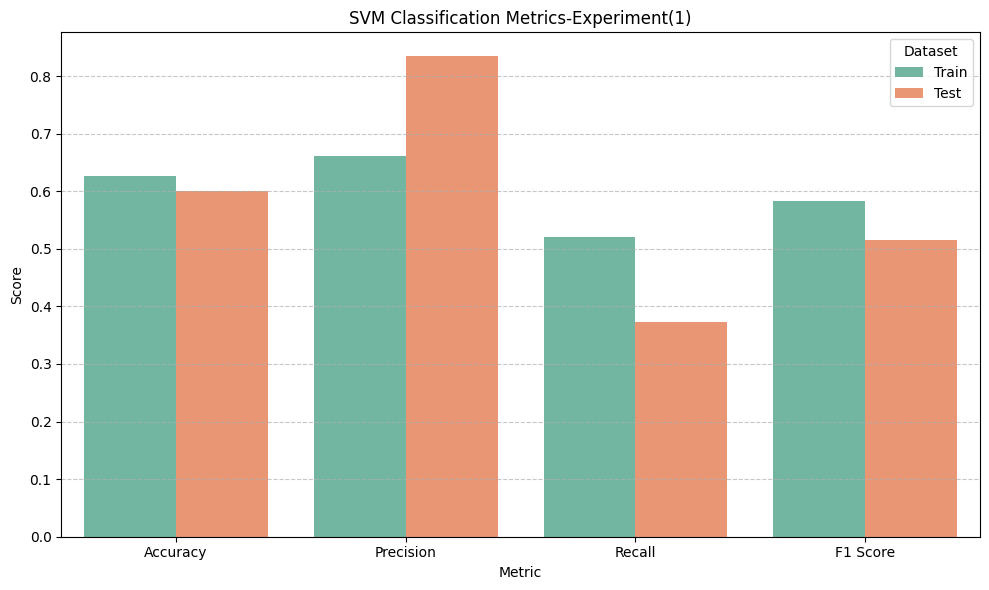 SVM Classification Metrics-Experiment(1)
Dataset
Train
Test
Score
0.8
0.7
0.6
0.5
0.4
0.3
0.2
0.1
0.0
Accuracy
Precision
Recall
F1 Score
Metric